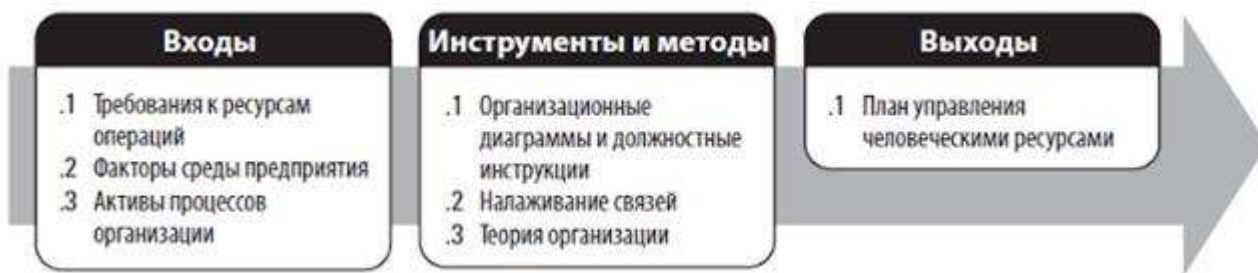 Входы
.1 Требования к ресурсам
операций
.2 Факторы среды предприятия
.3 Активы процессов
организации
Инструменты и методы
.1 Организационные
диаграммы и должностные
инструкции
.2 Налаживание связей
.3 Теория организации
Выходы
.1 План управления
человеческими ресурсами